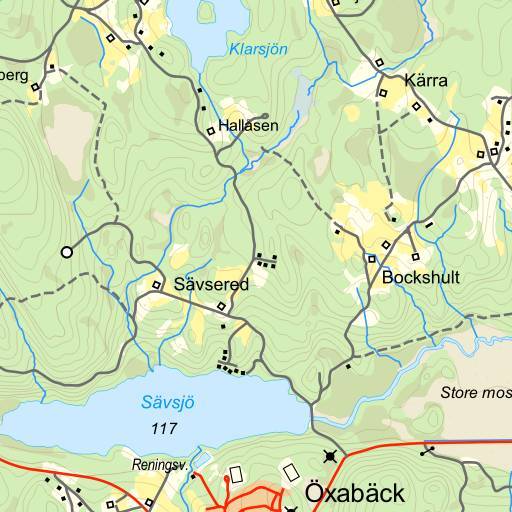 Klarsjön
berg
Kärra
Hallåsen
Sävsered
Bockshult
Sävsjö
117
Store mos
Reningsv.
Öxabäck